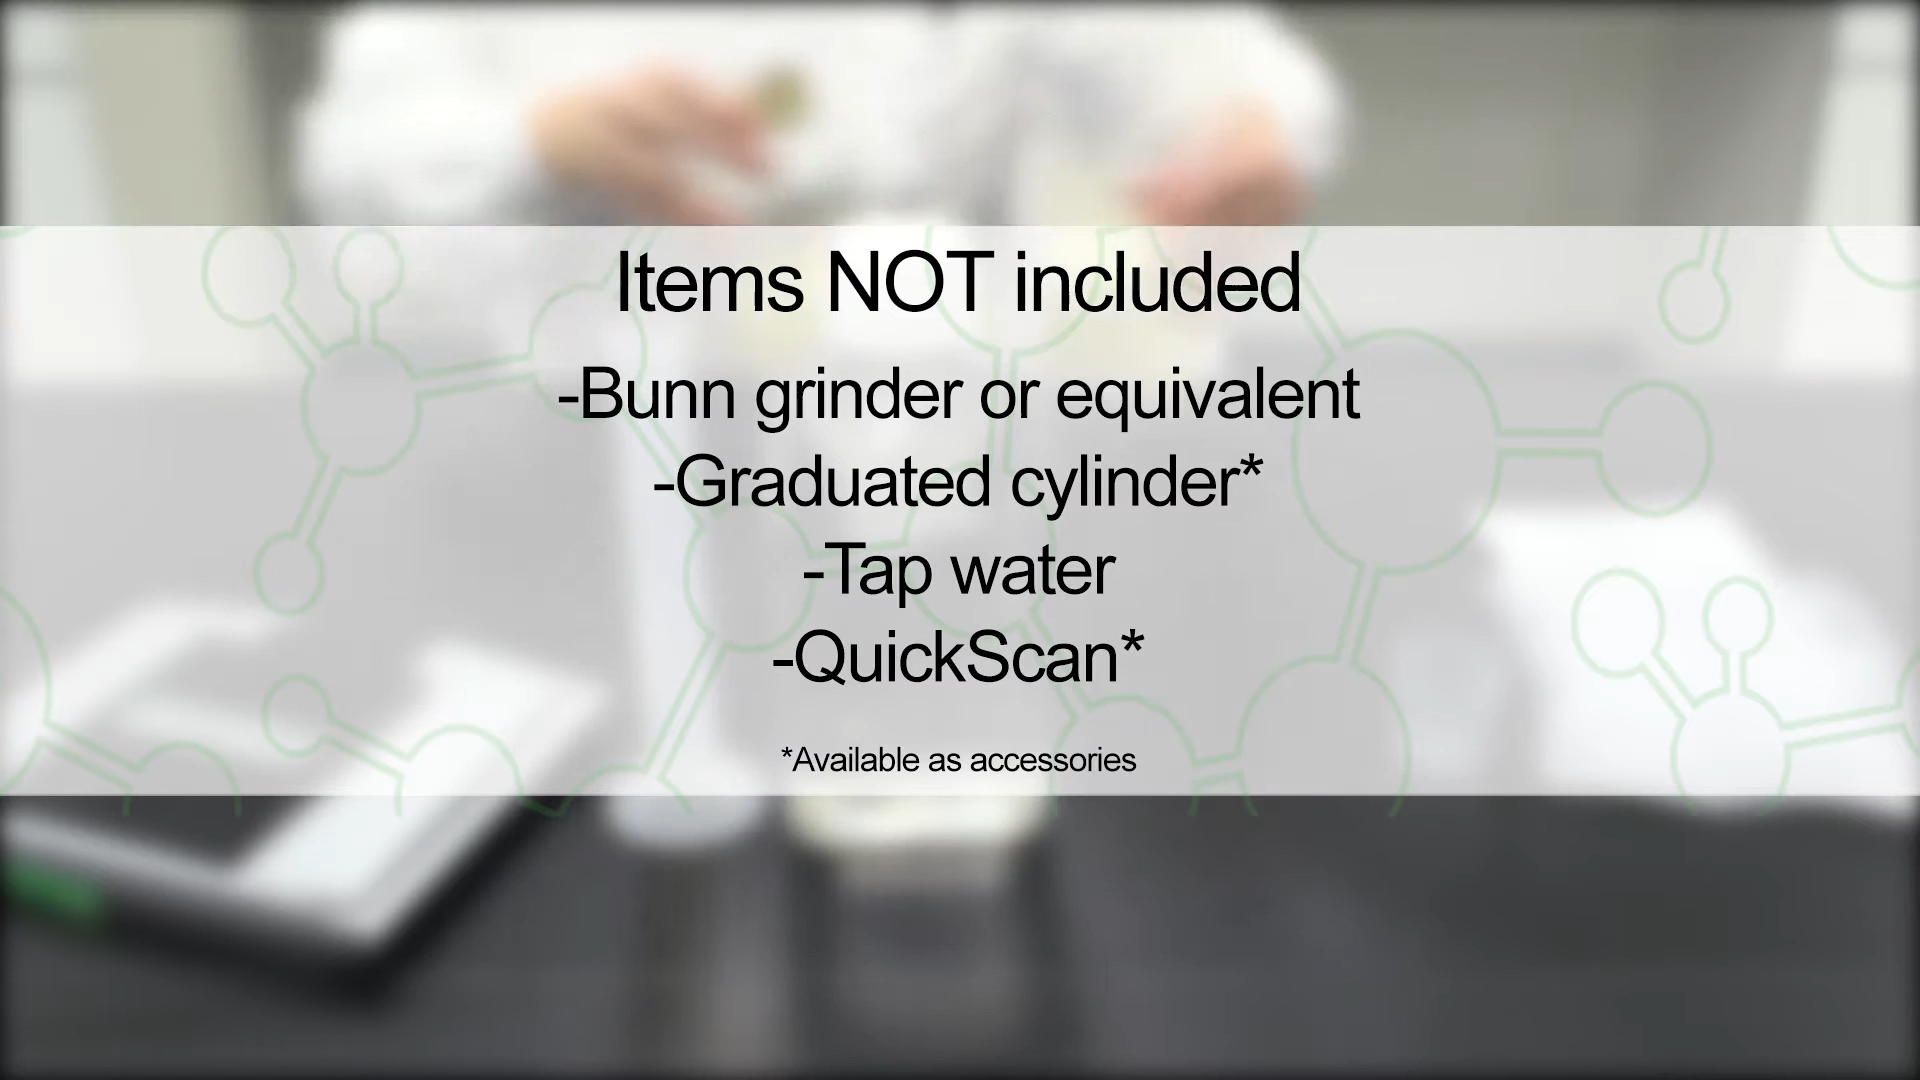 Items NOT included
-Bunn grinder or equivalent
-Graduated cylinder*
-Tap water
-QuickScan*
*Available as accessories